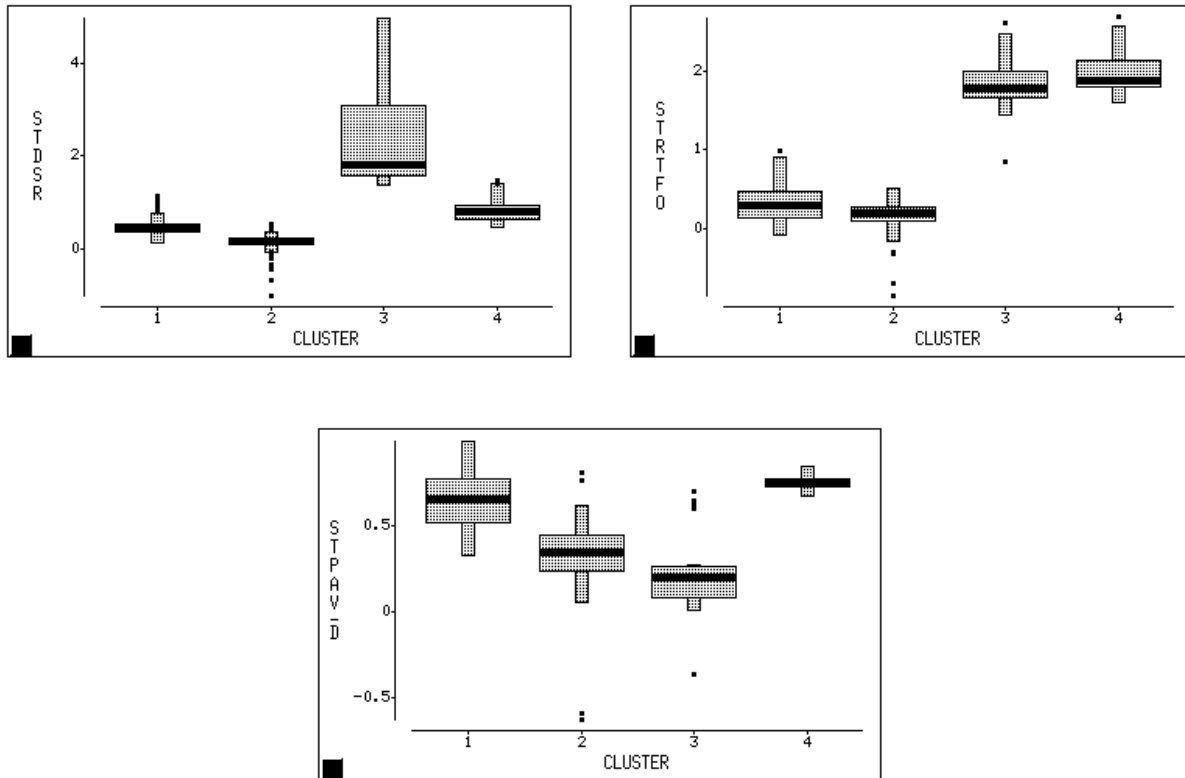 STDSR
4
2
0
1 2 3 4
CLUSTER
STRTFO
2
1
0
1 2 3 4
CLUSTER
STPAV_D
0.5
0
-0.5
1 2 3 4
CLUSTER